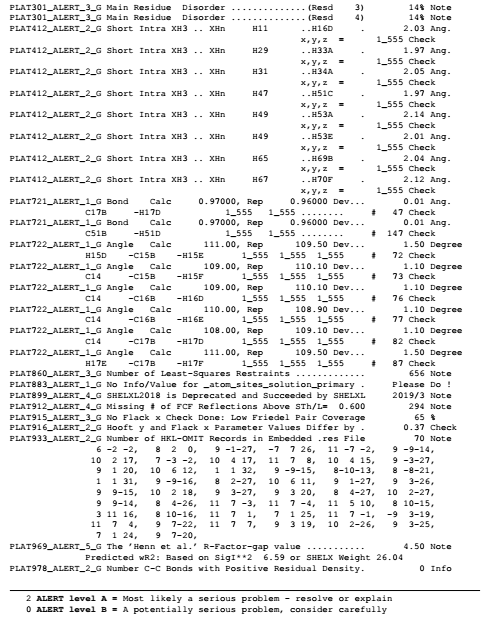 PLAT301_ALERT_3_G Main Residue Disorder ..............(Resd 3) 14% Note
PLAT301_ALERT_3_G Main Residue Disorder ..............(Resd 4) 14% Note
PLAT412_ALERT_2_G Short Intra XH3 .. XHn H11 ..H16D . 2.03 Ang.
x,y,z = 1_555 Check
PLAT412_ALERT_2_G Short Intra XH3 .. XHn H29 ..H33A . 1.97 Ang.
x,y,z = 1_555 Check
PLAT412_ALERT_2_G Short Intra XH3 .. XHn H31 ..H34A . 2.05 Ang.
x,y,z = 1_555 Check
PLAT412_ALERT_2_G Short Intra XH3 .. XHn H47 ..H51C . 1.97 Ang.
x,y,z = 1_555 Check
PLAT412_ALERT_2_G Short Intra XH3 .. XHn H49 ..H53A . 2.14 Ang.
x,y,z = 1_555 Check
PLAT412_ALERT_2_G Short Intra XH3 .. XHn H49 ..H53E . 2.01 Ang.
x,y,z = 1_555 Check
PLAT412_ALERT_2_G Short Intra XH3 .. XHn H65 ..H69B . 2.04 Ang.
x,y,z = 1_555 Check
PLAT412_ALERT_2_G Short Intra XH3 .. XHn H67 ..H70F . 2.12 Ang.
x,y,z = 1_555 Check
PLAT721_ALERT_1_G Bond Calc 0.97000, Rep 0.96000 Dev... 0.01 Ang.
C17B -H17D 1_555 1_555 ........ # 47 Check
PLAT721_ALERT_1_G Bond Calc 0.97000, Rep 0.96000 Dev... 0.01 Ang.
C51B -H51D 1_555 1_555 ........ # 147 Check
PLAT722_ALERT_1_G Angle Calc 111.00, Rep 109.50 Dev... 1.50 Degree
H15D -C15B -H15E 1_555 1_555 1_555 # 72 Check
PLAT722_ALERT_1_G Angle Calc 109.00, Rep 110.10 Dev... 1.10 Degree
C14 -C15B -H15F 1_555 1_555 1_555 # 73 Check
PLAT722_ALERT_1_G Angle Calc 109.00, Rep 110.10 Dev... 1.10 Degree
C14 -C16B -H16D 1_555 1_555 1_555 # 76 Check
PLAT722_ALERT_1_G Angle Calc 110.00, Rep 108.90 Dev... 1.10 Degree
C14 -C16B -H16E 1_555 1_555 1_555 # 77 Check
PLAT722_ALERT_1_G Angle Calc 108.00, Rep 109.10 Dev... 1.10 Degree
C14 -C17B -H17D 1_555 1_555 1_555 # 82 Check
PLAT722_ALERT_1_G Angle Calc 111.00, Rep 109.50 Dev... 1.50 Degree
H17E -C17B -H17F 1_555 1_555 1_555 # 87 Check
PLAT860_ALERT_3_G Number of Least-Squares Restraints ............. 656 Note
PLAT883_ALERT_1_G No Info/Value for _atom_sites_solution_primary . Please Do !
PLAT899_ALERT_4_G SHELXL2018 is Deprecated and Succeeded by SHELXL 2019/3 Note
PLAT912_ALERT_4_G Missing # of FCF Reflections Above STh/L= 0.600 294 Note
PLAT915_ALERT_3_G No Flack x Check Done: Low Friedel Pair Coverage 65 %
PLAT916_ALERT_2_G Hooft y and Flack x Parameter Values Differ by . 0.37 Check
PLAT933_ALERT_2_G Number of HKL-OMIT Records in Embedded .res File 70 Note
6 -2 -2, 8 2 0, 9 -1-27, -7 7 26, 11 -7 -2, 9 -9-14,
10 2 17, 7 -3 -2, 10 4 17, 11 7 8, 10 4 15, 9 -3-27,
9 1 20, 10 6 12, 1 1 32, 9 -9-15, 8-10-13, 8 -8-21,
1 1 31, 9 -9-16, 8 2-27, 10 6 11, 9 1-27, 9 3-26,
9 9-15, 10 2 18, 9 3-27, 9 3 20, 8 4-27, 10 2-27,
9 9-14, 8 4-26, 11 7 -3, 11 7 -4, 11 5 10, 8 10-15,
3 11 16, 8 10-16, 11 7 1, 7 1 25, 11 7 -1, -9 3-19,
11 7 4, 9 7-22, 11 7 7, 9 3 19, 10 2-26, 9 3-25,
7 1 24, 9 7-20,
PLAT969_ALERT_5_G The 'Henn et al.' R-Factor-gap value ........... 4.50 Note
Predicted wR2: Based on SigI**2 6.59 or SHELX Weight 26.04
PLAT978_ALERT_2_G Number C-C Bonds with Positive Residual Density. 0 Info
2 ALERT level A = Most likely a serious problem - resolve or explain
0 ALERT level B = A potentially serious problem, consider carefully